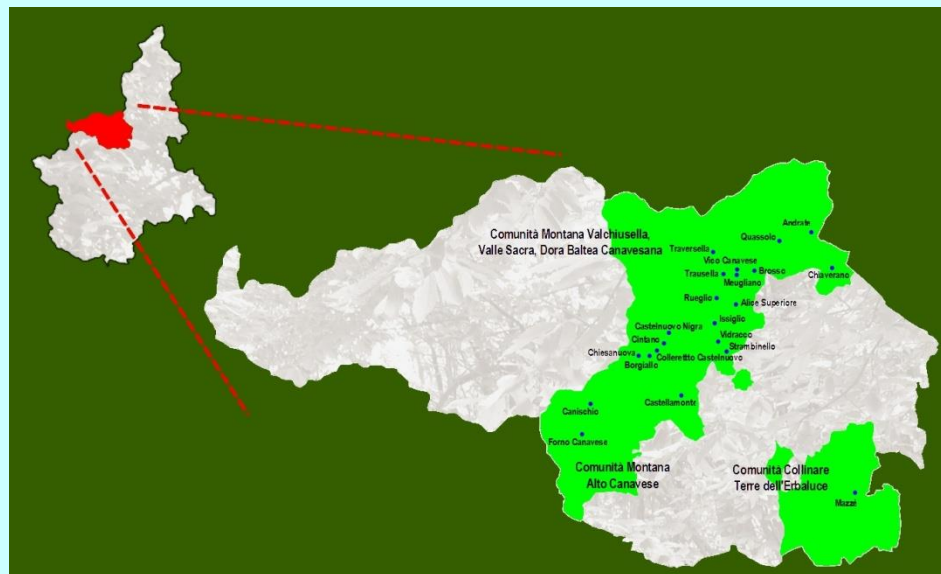 Comunità Montana Valchiusella,
Valle Sacra, Dora Baltea Canavesana
Andrate
Quassolo
Traversella
Vico Canavese
Trausella
Brosso
Meugliano
Chiaverano
Rueglio
Alice Superiore
Issiglio
Castelnuovo Nigra
Vidracco
Cintano
Strambinello
Chiesanuova
Collerettto Castelnuovo
Borgiallo
Castellamonte
Canischio
Forno Canavese
Comunità Montana
Alto Canavese
Comunità Collinare
Terre dell'Erbaluce
Mazzè